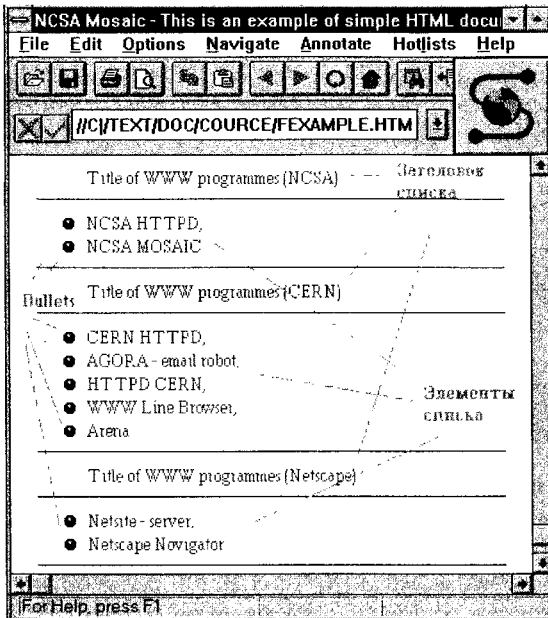 NCSA Mosaic - This is an example of simple HTML docu
File Edit Options Navigate Annotate Hotlists Help
//C|/TEXT/DOC/COURCE/FEXAMPLE.HTM
Title of WWW programmes (NCSA)
Заголовок
списка
NCSA HTTPD,
NCSA MOSAIC
Title of WWW programmes (CERN)
Bullets
CERN HTTPD,
AGORA - email robot,
HTTPD CERN,
WWW Line Browser,
Arena
Элементы
списка
Title of WWW programmes (Netscape)
Netsite - server,
Netscape Novigator
For Help, press F1